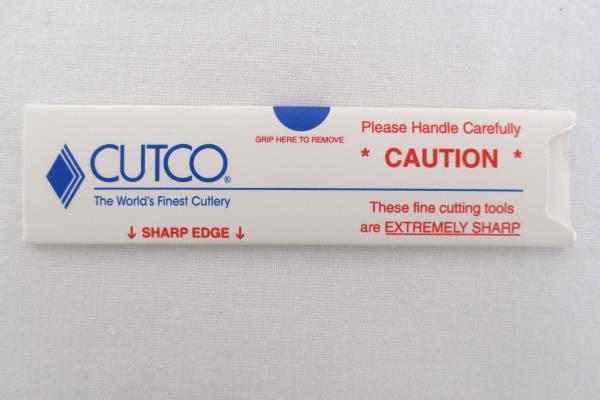 CUTCO®
The World's Finest Cutlery
↓ SHARP EDGE ↓
GRIP HERE TO REMOVE
Please Handle Carefully
* CAUTION *
These fine cutting tools
are EXTREMELY SHARP